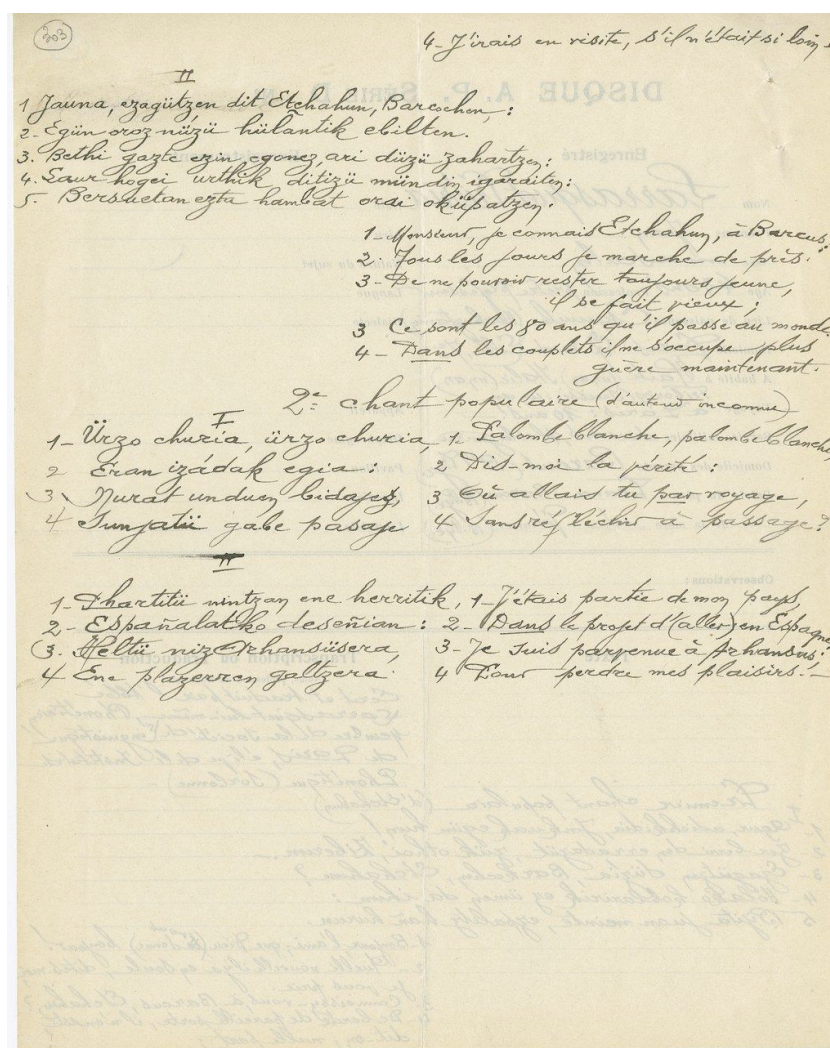 303
4- J'irais en visite, s'il n'était si loin.
II
1 Jauna, ezagützen dit Etchahun, Barcochen,:
2- Egün oroz nüzü hülantik ebilten.
3. Bethi gazte ezin egonez, ari düzü zahartzen:
4. Laur hogei urthik ditizü mündin igaraiten:
5. Bersuetan ezta hambat orai oküpatzen.
1- Monsieur, je connais Etchahun, à Barcus:
2. Tous les jours je marche de près.
3- De ne pouvoir rester toujours jeune,
il se fait vieux;
3 Ce sont les 80 ans qu'il passe au monde.
4- Dans les couplets il ne s'occupe plus
guère maintenant.
2e chant populaire (d'auteur inconnu)
I
1- Ürzo churia, ürzo churia, 1 Palombe blanche, palombe blanche
2 Eran izádak egia: 2 Dis-moi la vérité:
3 Nurat unduen bidajez, 3 Où allais tu par voyage,
4 Sunjatü gabe pasaje 4 Sans réfléchir à passage?
II
1- Phartitü nintzan ene herritik, 1- J'étais partie de mon pays
2- Españalatko deseñian: 2- Dans le projet d'(aller) en Espagne
3. Heltü niz Orhansüsera, 3- Je suis parvenue à Arhansus:
4 Ene plazerren galtzera. 4 Pour perdre mes plaisirs.-